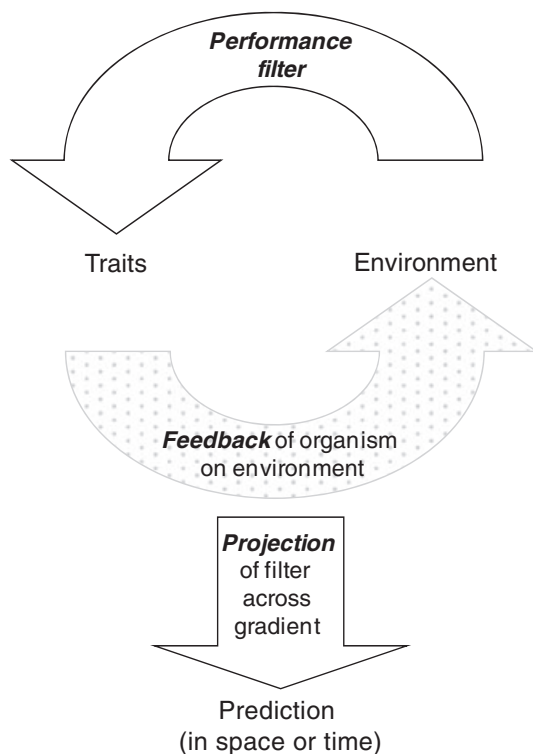 Performance
filter
Traits
Environment
Feedback of organism
on environment
Projection
of filter
across
gradient
Prediction
(in space or time)